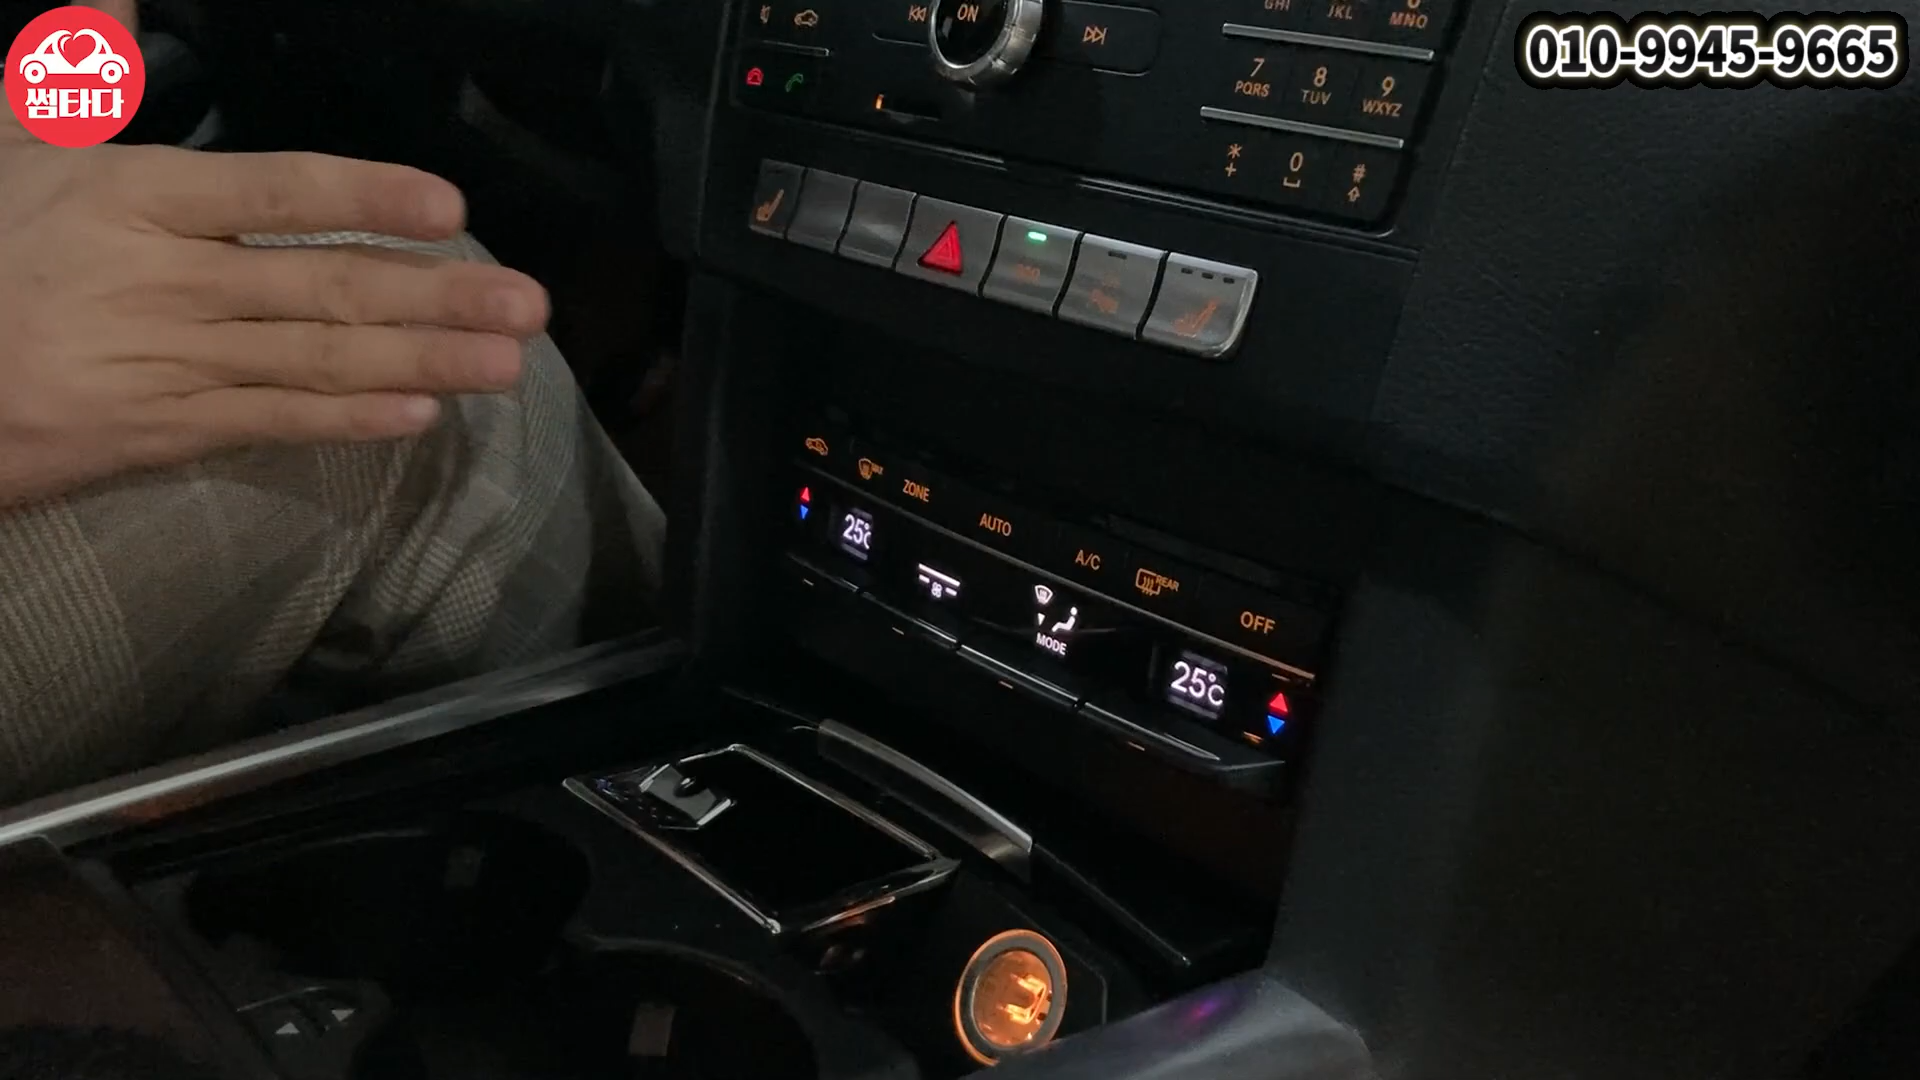 썸타다
010-9945-9665
ON
GHI
JKL
MNO
7
PQRS
8
TUV
9
WXYZ
*
+
0
#
ZONE
AUTO
A/C
REAR
OFF
25℃
MODE
25℃